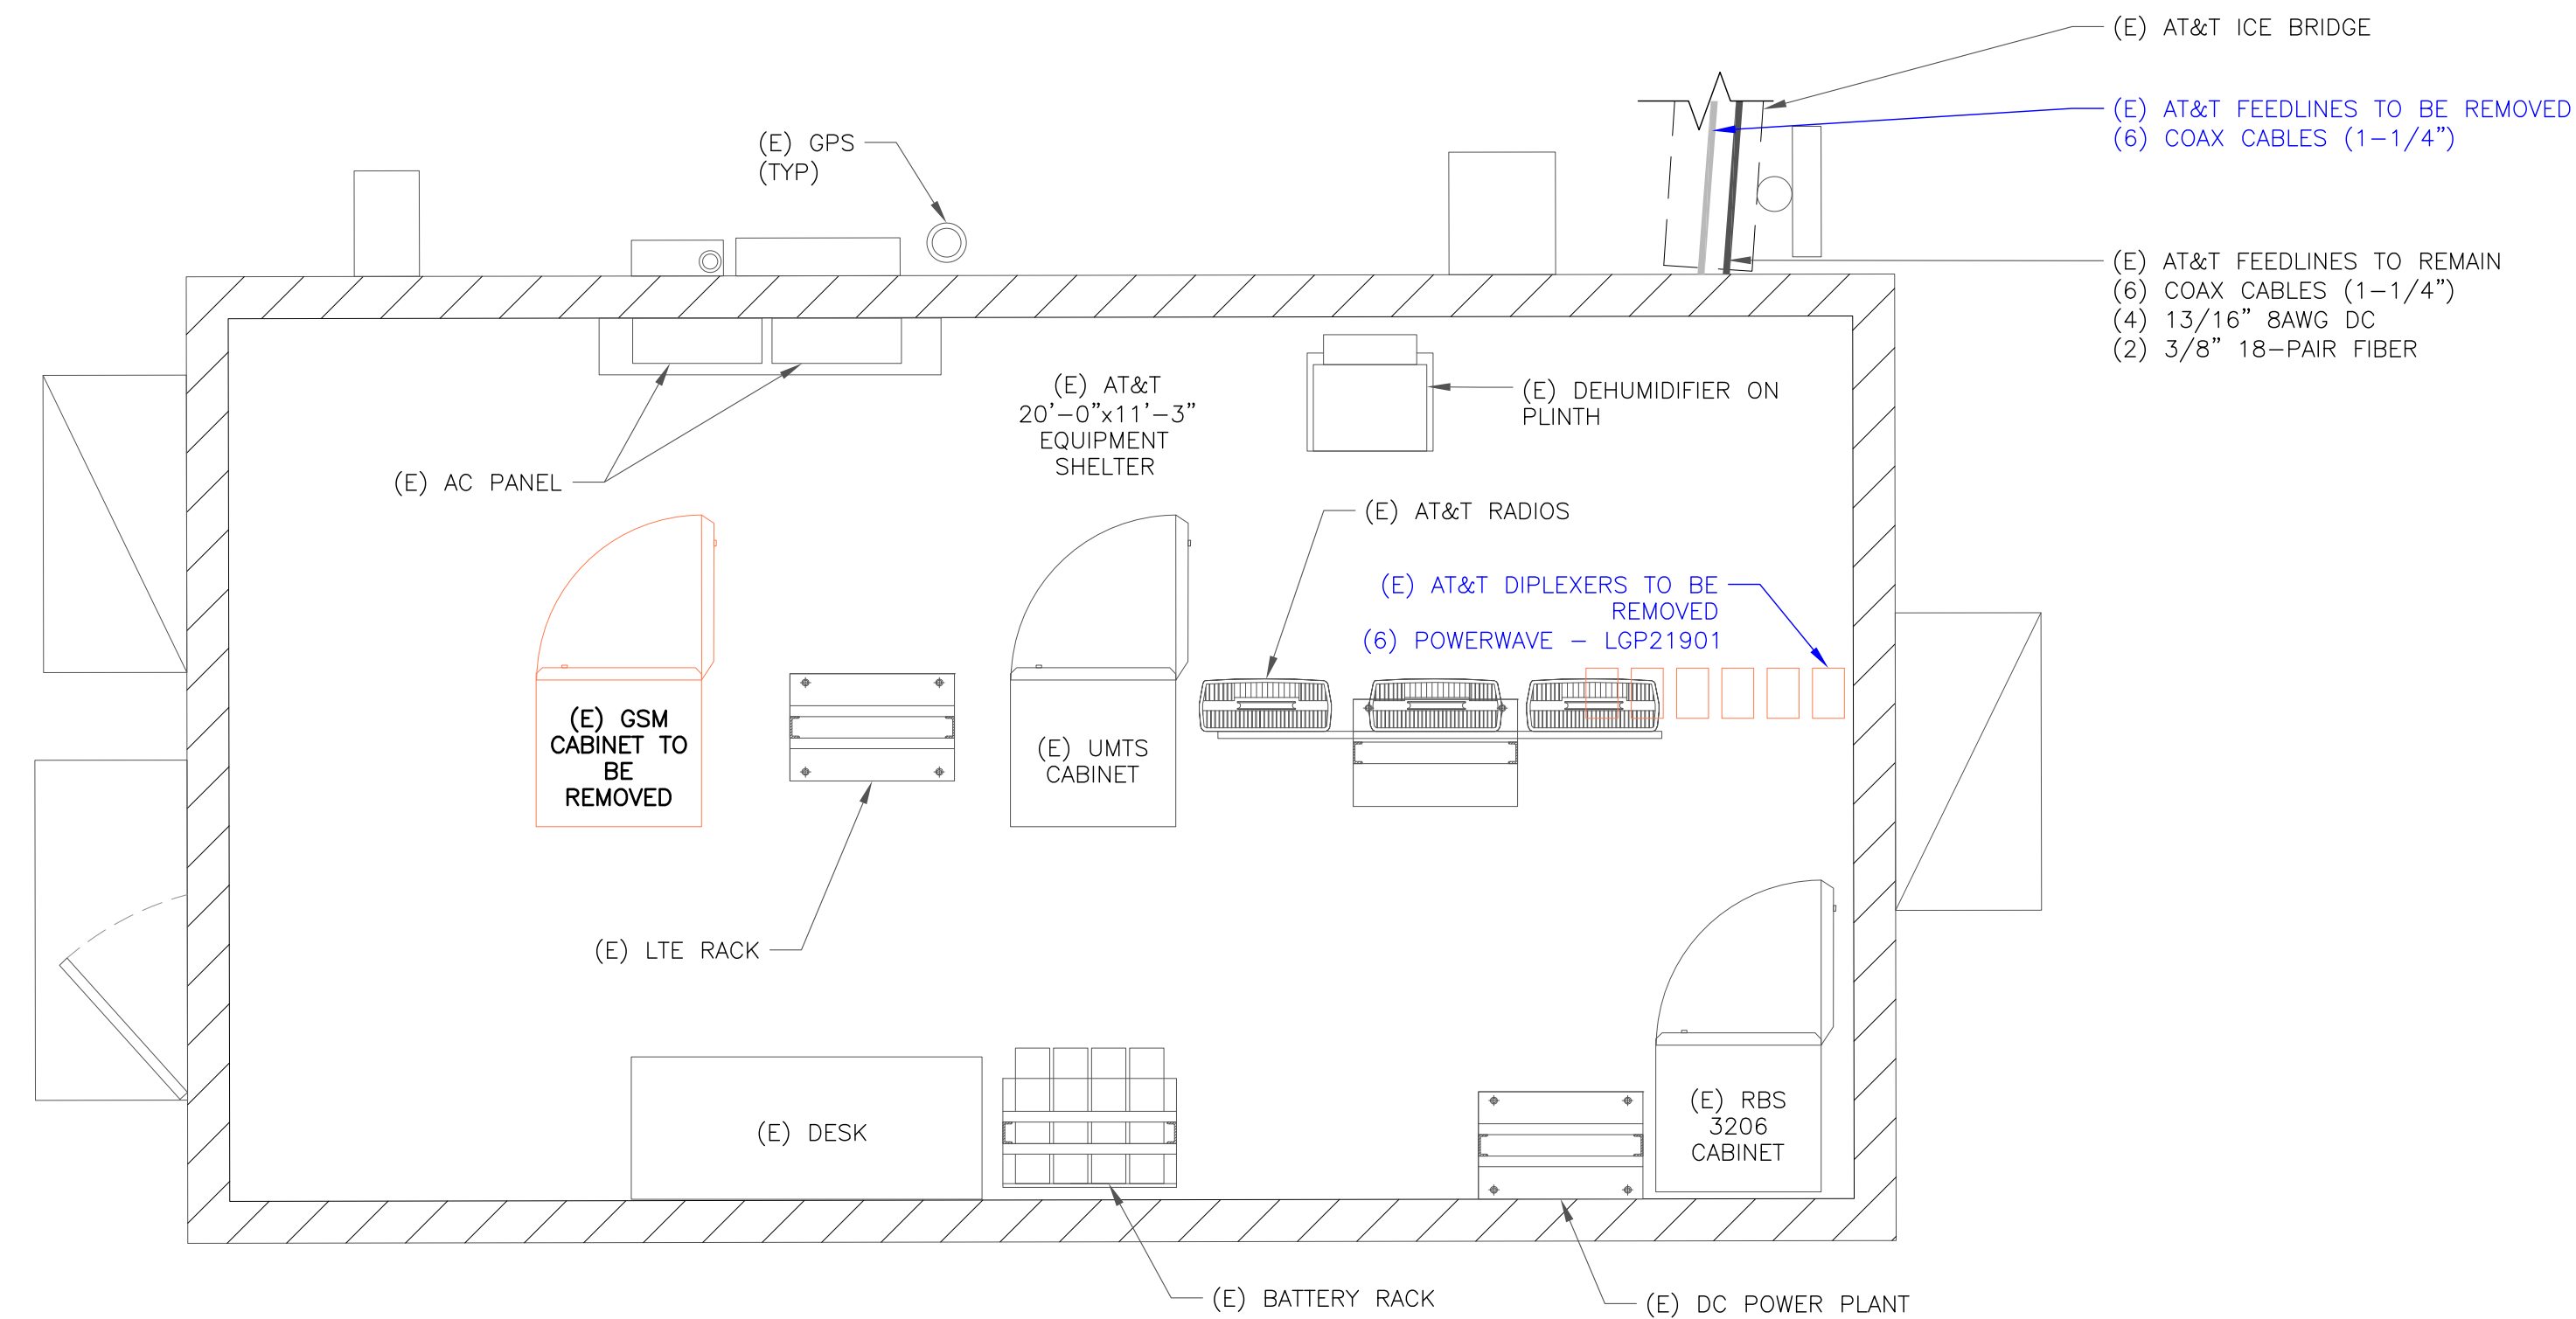 (E) AT&T ICE BRIDGE
(E) AT&T FEEDLINES TO BE REMOVED
(6) COAX CABLES (1-1/4")
(E) GPS
(TYP)
(E) AT&T FEEDLINES TO REMAIN
(6) COAX CABLES (1-1/4")
(4) 13/16" 8AWG DC
(2) 3/8" 18-PAIR FIBER
(E) AT&T
20'-0"x11'-3"
EQUIPMENT
SHELTER
(E) DEHUMIDIFIER ON
PLINTH
(E) AC PANEL
(E) AT&T RADIOS
(E) AT&T DIPLEXERS TO BE
REMOVED
(6) POWERWAVE - LGP21901
(E) GSM
CABINET TO
BE
REMOVED
(E) UMTS
CABINET
(E) LTE RACK
(E) DESK
(E) RBS
3206
CABINET
(E) BATTERY RACK
(E) DC POWER PLANT